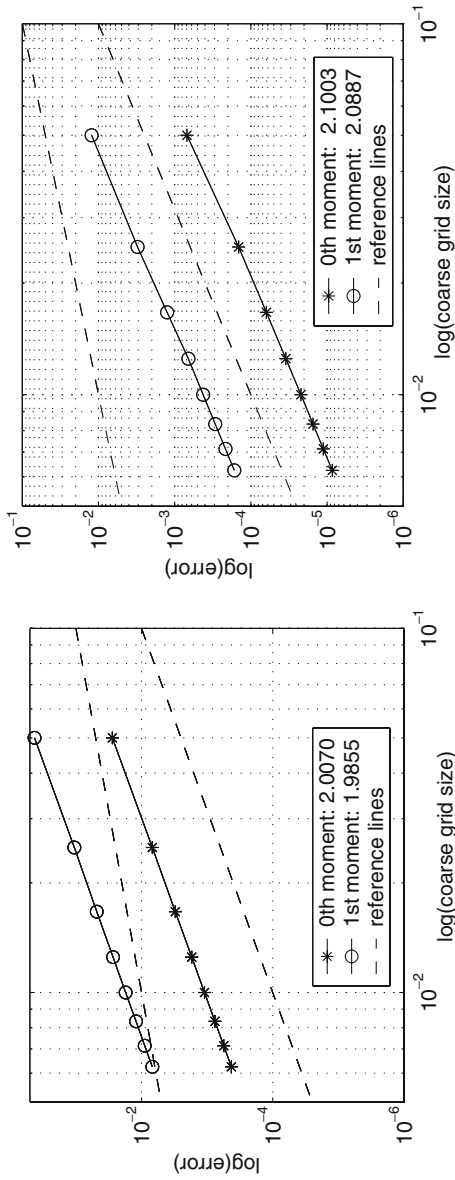 10^-2
10^-4
10^-6
log(error)
10^-2
10^-1
log(coarse grid size)
0th moment: 2.0070
1st moment: 1.9855
reference lines
10^-1
10^-2
10^-3
10^-4
10^-5
10^-6
log(error)
10^-2
10^-1
log(coarse grid size)
0th moment: 2.1003
1st moment: 2.0887
reference lines